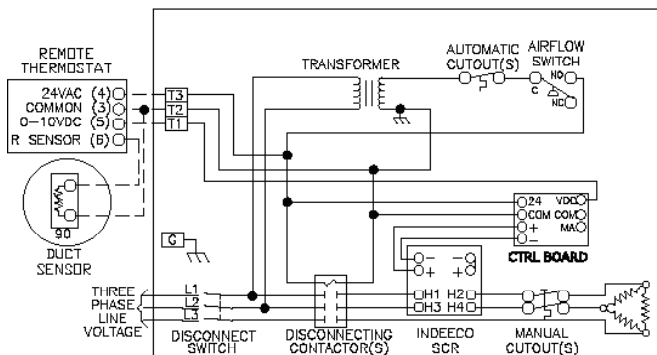 REMOTE
THERMOSTAT
24VAC (4)
COMMON (3)
0-10VDC (5)
R SENSOR (6)
T3
T2
T1
90
DUCT
SENSOR
TRANSFORMER
AUTOMATIC
CUTOUT(S)
AIRFLOW
SWITCH
NO
C
NC
G
24 VDC
COM COM
+ MA
-
CTRL BOARD
- -
+ +
H1 H2
H3 H4
THREE
PHASE
LINE
VOLTAGE
L1
L2
L3
DISCONNECT
SWITCH
DISCONNECTING
CONTACTOR(S)
INDEECO
SCR
MANUAL
CUTOUT(S)